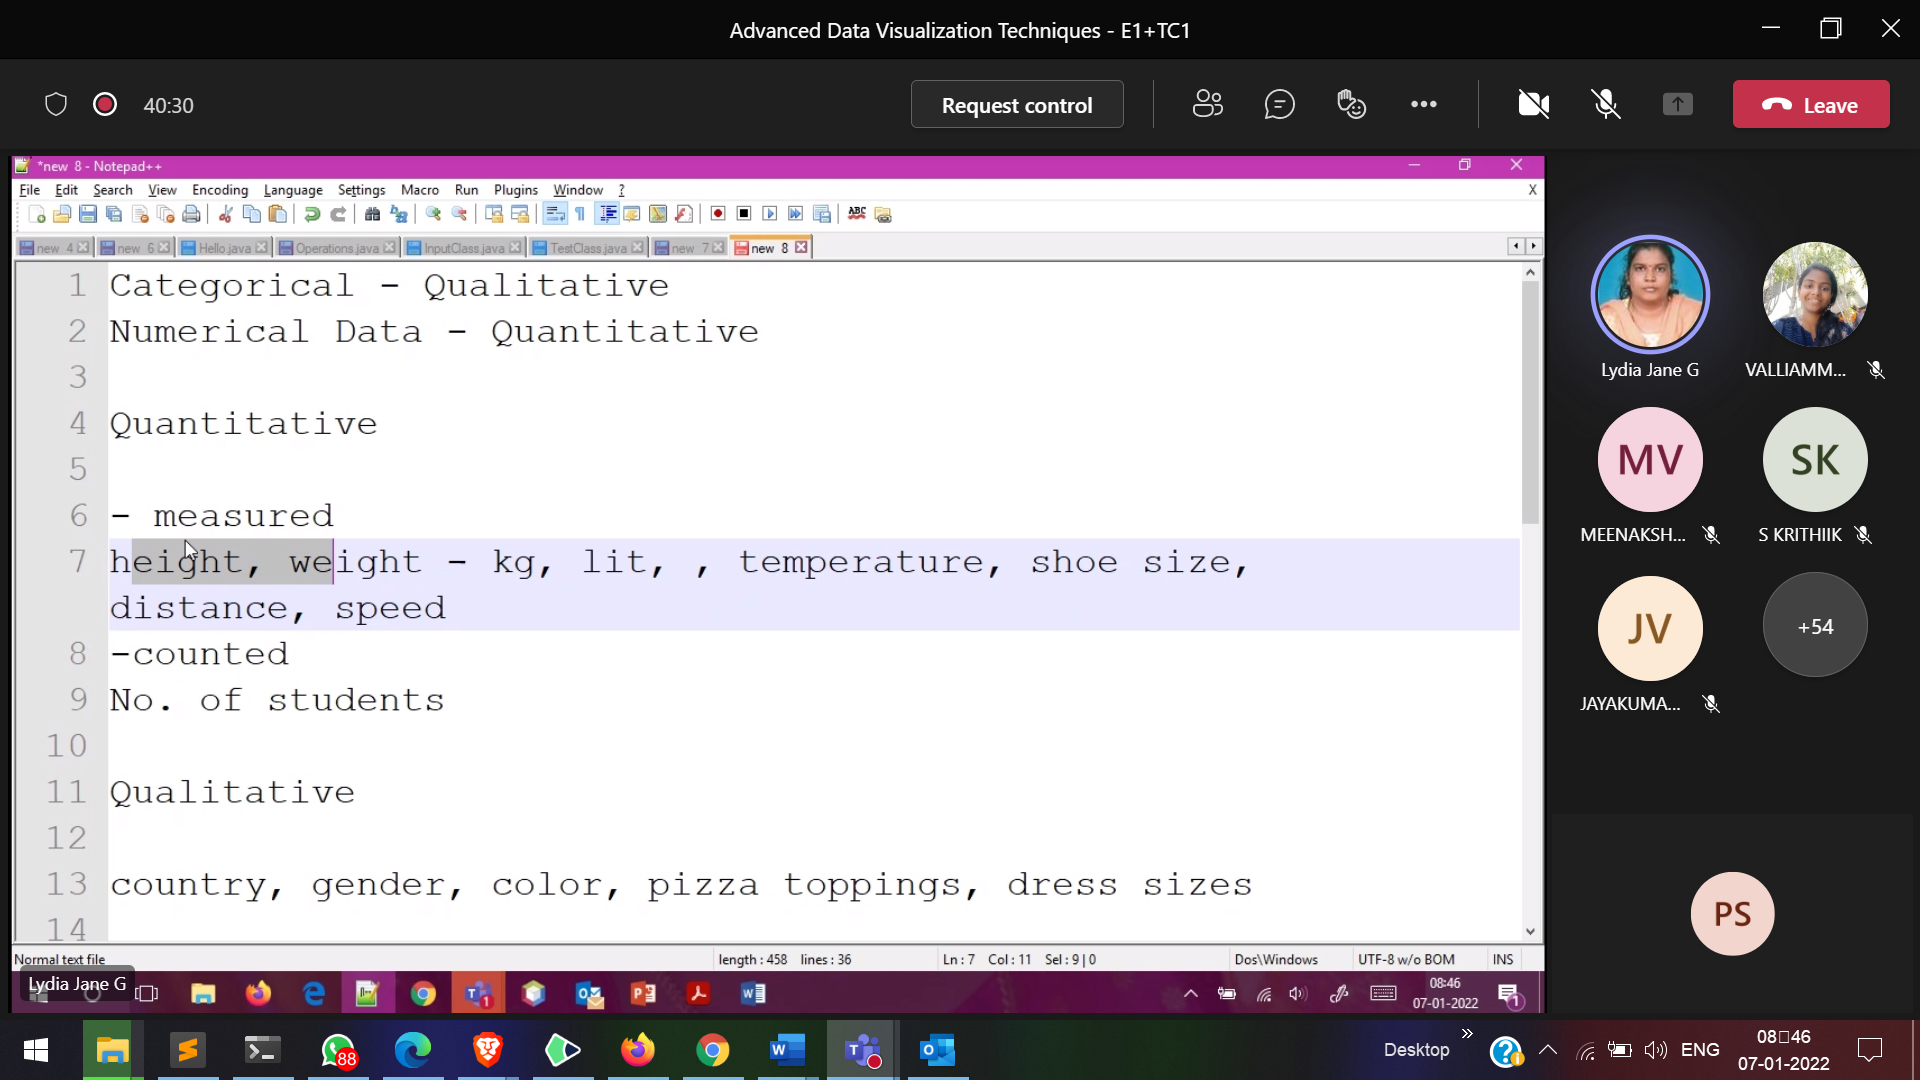 Advanced Data Visualization Techniques - E1+TC1
40:30
Request control
Leave
*new 8 - Notepad++
File Edit Search View Encoding Language Settings Macro Run Plugins Window ? X
new 4 new 6 Hello.java Operations.java InputClass.java TestClass.java new 7 new 8
1 Categorical - Qualitative
2 Numerical Data - Quantitative
3
4 Quantitative
5
6 - measured
7 height, weight - kg, lit, , temperature, shoe size,
distance, speed
8 -counted
9 No. of students
10
11 Qualitative
12
13 country, gender, color, pizza toppings, dress sizes
14
Normal text file length : 458 lines : 36 Ln : 7 Col : 11 Sel : 9 | 0 Dos\Windows UTF-8 w/o BOM INS
Lydia Jane G
08:46
07-01-2022
1
Lydia Jane G
VALLIAMM...
MV
SK
MEENAKSH...
S KRITHIIK
JV
+54
JAYAKUMA...
PS
88
Desktop
ENG
08:46
07-01-2022